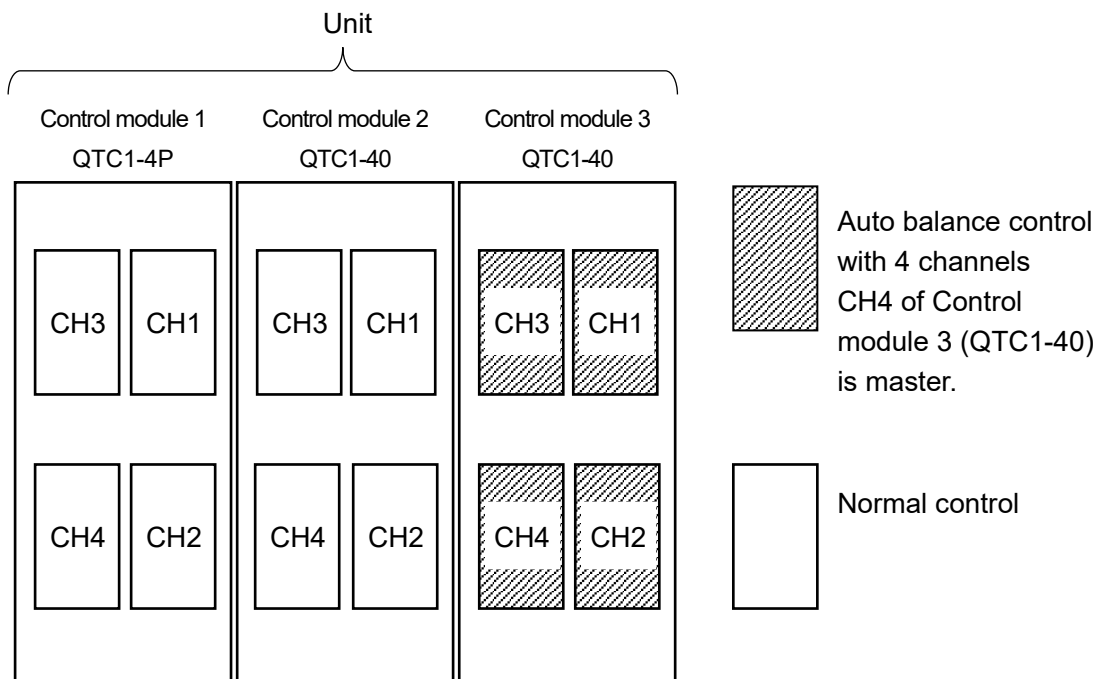 Unit
Control module 1 Control module 2 Control module 3
QTC1-4P QTC1-40 QTC1-40
CH3 CH1 CH3 CH1 CH3 CH1
CH4 CH2 CH4 CH2 CH4 CH2
Auto balance control
with 4 channels
CH4 of Control
module 3 (QTC1-40)
is master.
Normal control